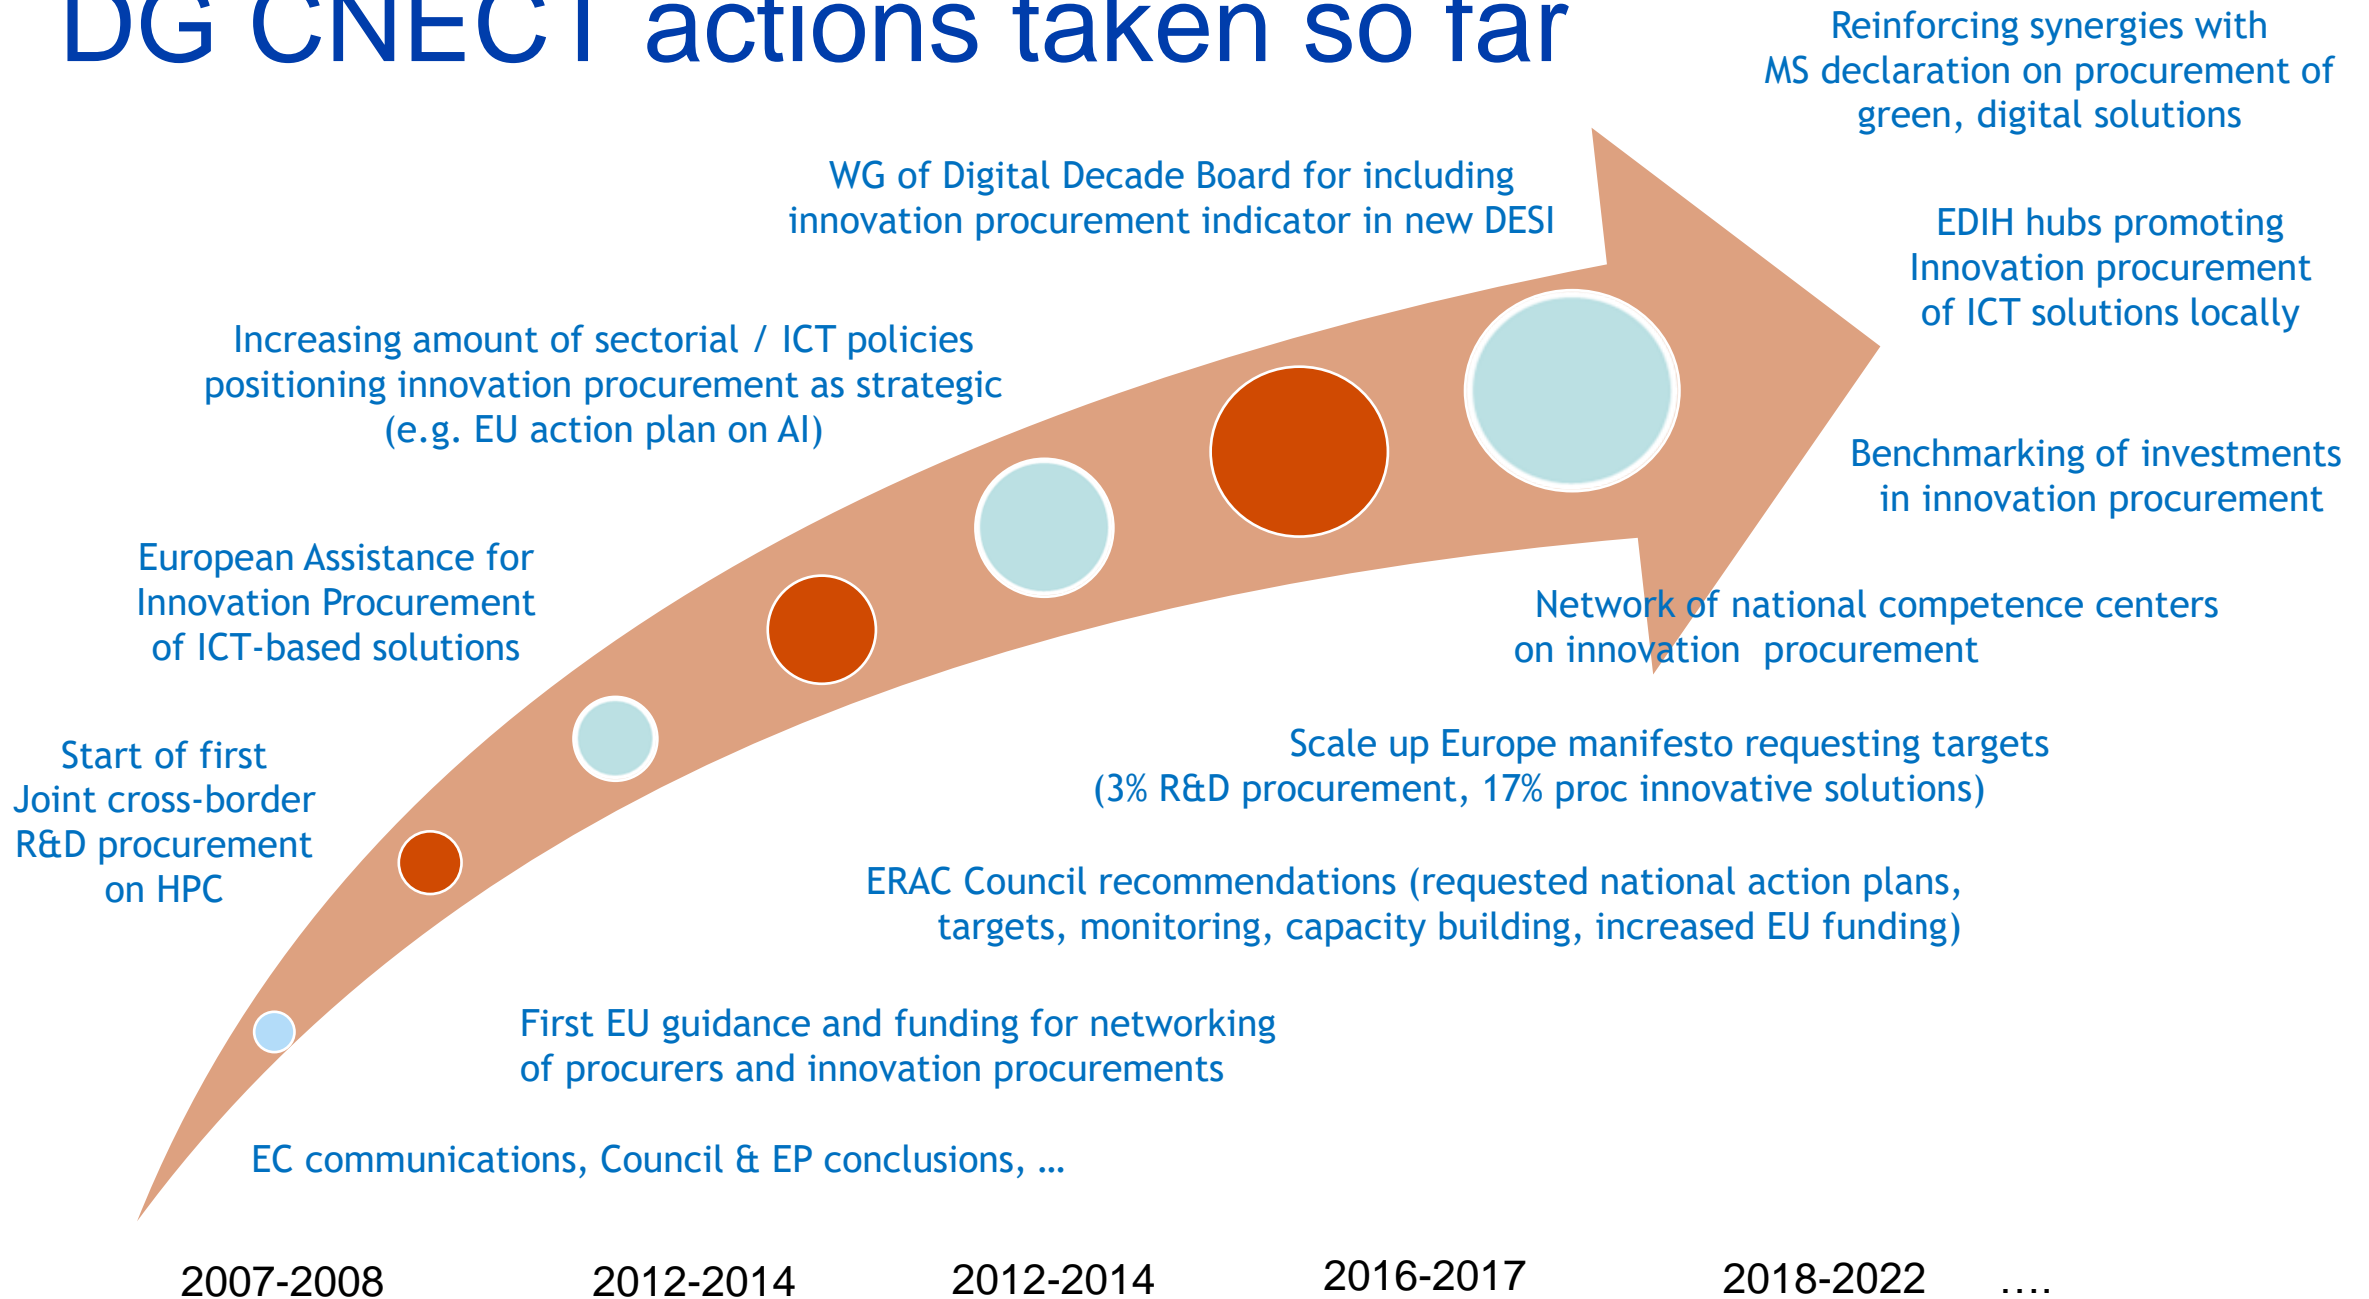 DG CNECT actions taken so far
Reinforcing synergies with
MS declaration on procurement of
green, digital solutions
WG of Digital Decade Board for including
innovation procurement indicator in new DESI
EDIH hubs promoting
Innovation procurement
of ICT solutions locally
Increasing amount of sectorial / ICT policies
positioning innovation procurement as strategic
(e.g. EU action plan on AI)
Benchmarking of investments
in innovation procurement
European Assistance for
Innovation Procurement
of ICT-based solutions
Network of national competence centers
on innovation  procurement
Start of first
Joint cross-border
R&D procurement
on HPC
Scale up Europe manifesto requesting targets
(3% R&D procurement, 17% proc innovative solutions)
ERAC Council recommendations (requested national action plans,
targets, monitoring, capacity building, increased EU funding)
First EU guidance and funding for networking
of procurers and innovation procurements
EC communications, Council & EP conclusions, …
2007-2008 2012-2014 2012-2014 2016-2017 2018-2022 ....